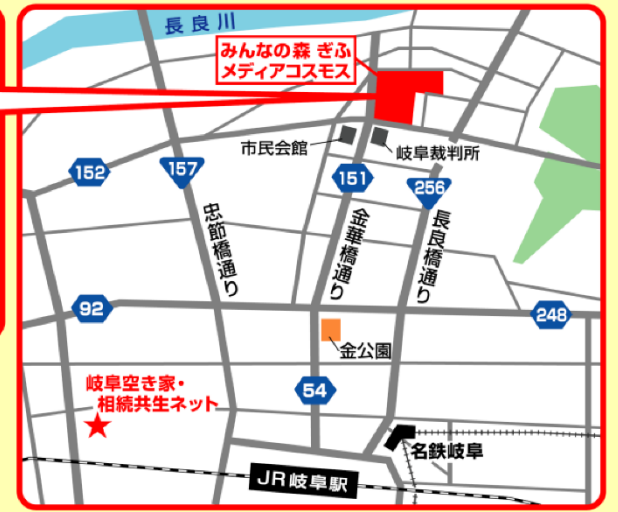 長良川
みんなの森 ぎふ
メディアコスモス
市民会館
岐阜裁判所
152
157
151
256
忠節橋通り
金華橋通り
長良橋通り
92
248
金公園
54
岐阜空き家・
相続共生ネット
名鉄岐阜
JR岐阜駅